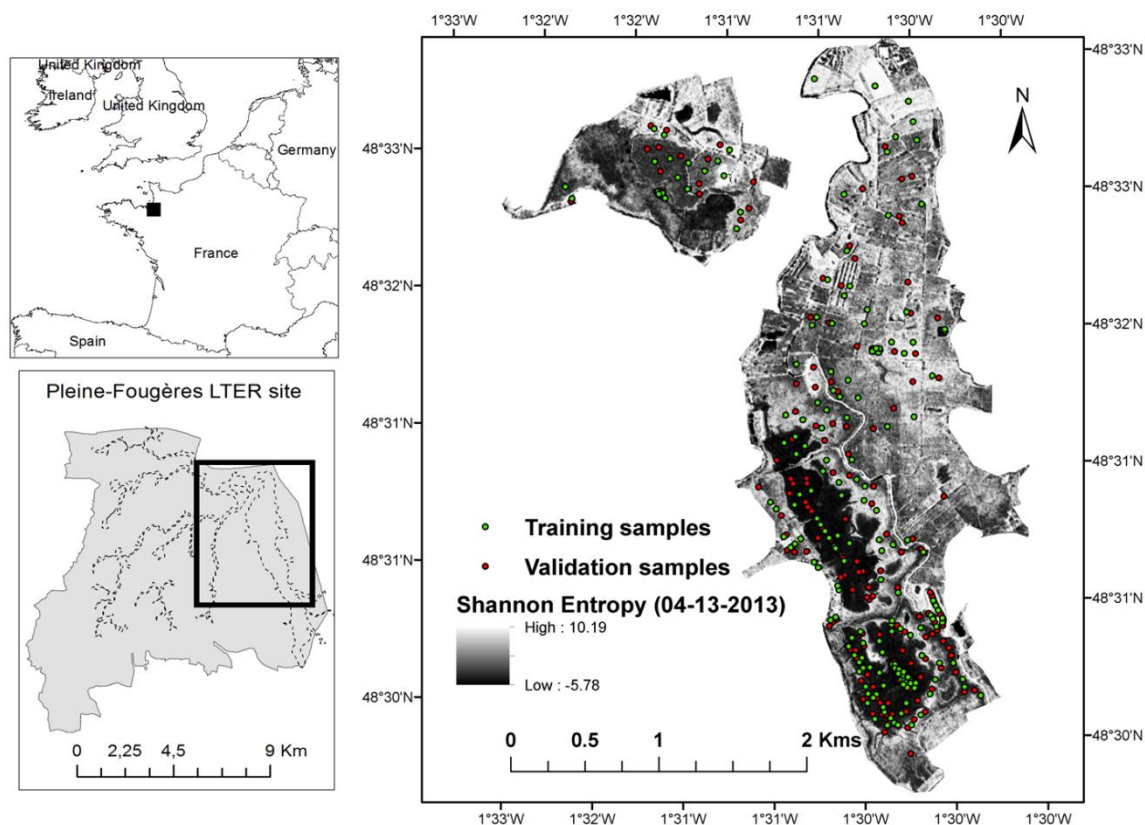 United Kingdom
Ireland
United Kingdom
Germany
France
Spain
Pleine-Fougères LTER site
0 2,25 4,5 9 Km
1°33'W 1°32'W 1°32'W 1°31'W 1°31'W 1°30'W 1°30'W
48°33'N
48°32'N
48°31'N
48°31'N
48°30'N
N
48°33'N
48°33'N
48°32'N
48°31'N
48°31'N
48°30'N
Training samples
Validation samples
Shannon Entropy (04-13-2013)
High : 10.19
Low : -5.78
0 0.5 1 2 Kms
1°33'W 1°32'W 1°32'W 1°31'W 1°30'W 1°30'W 1°30'W